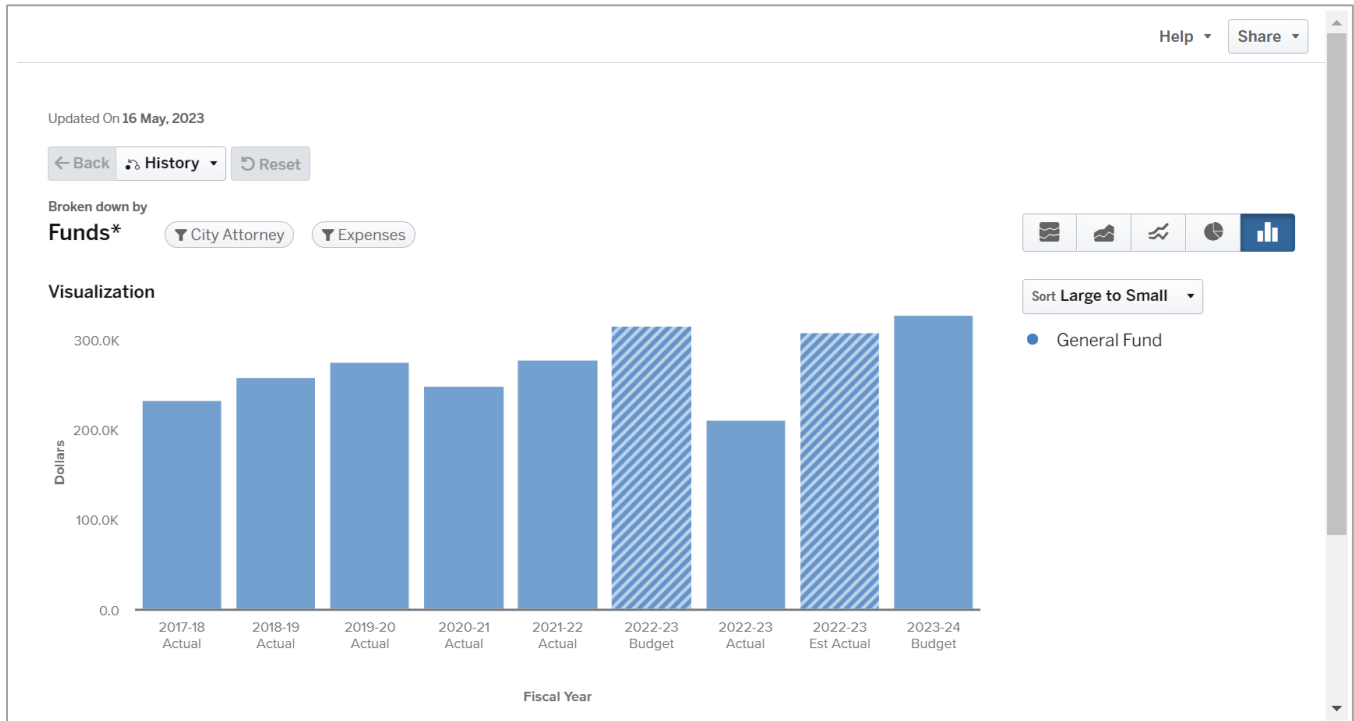 Help
Share
Updated On 16 May, 2023
Back
History
Reset
Broken down by
Funds*
City Attorney
Expenses
Visualization
Sort Large to Small
General Fund
300.0K
200.0K
100.0K
0.0
Dollars
2017-18
Actual
2018-19
Actual
2019-20
Actual
2020-21
Actual
2021-22
Actual
2022-23
Budget
2022-23
Actual
2022-23
Est Actual
2023-24
Budget
Fiscal Year